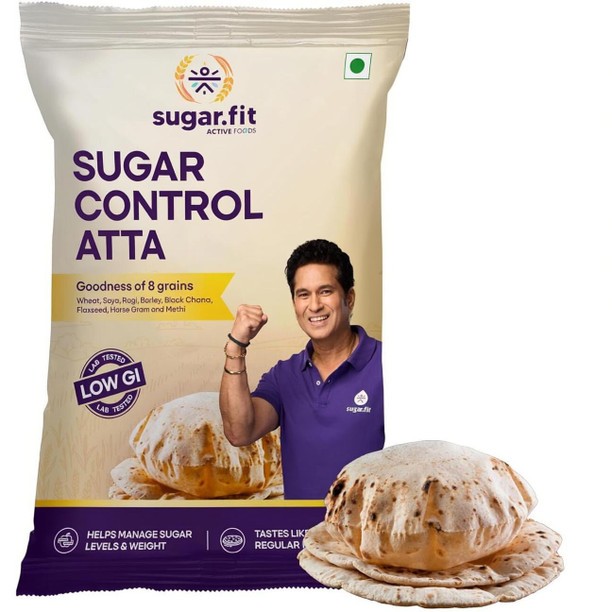 sugar.fit
ACTIVE FOODS
SUGAR
CONTROL
ATTA
Goodness of 8 grains
Wheat, Soya, Ragi, Barley, Black Chana,
Flaxseed, Horse Gram and Methi
LAB TESTED
LOW GI
LAB TESTED
sugar.fit
HELPS MANAGE SUGAR
LEVELS & WEIGHT
TASTES LIKE
REGULAR